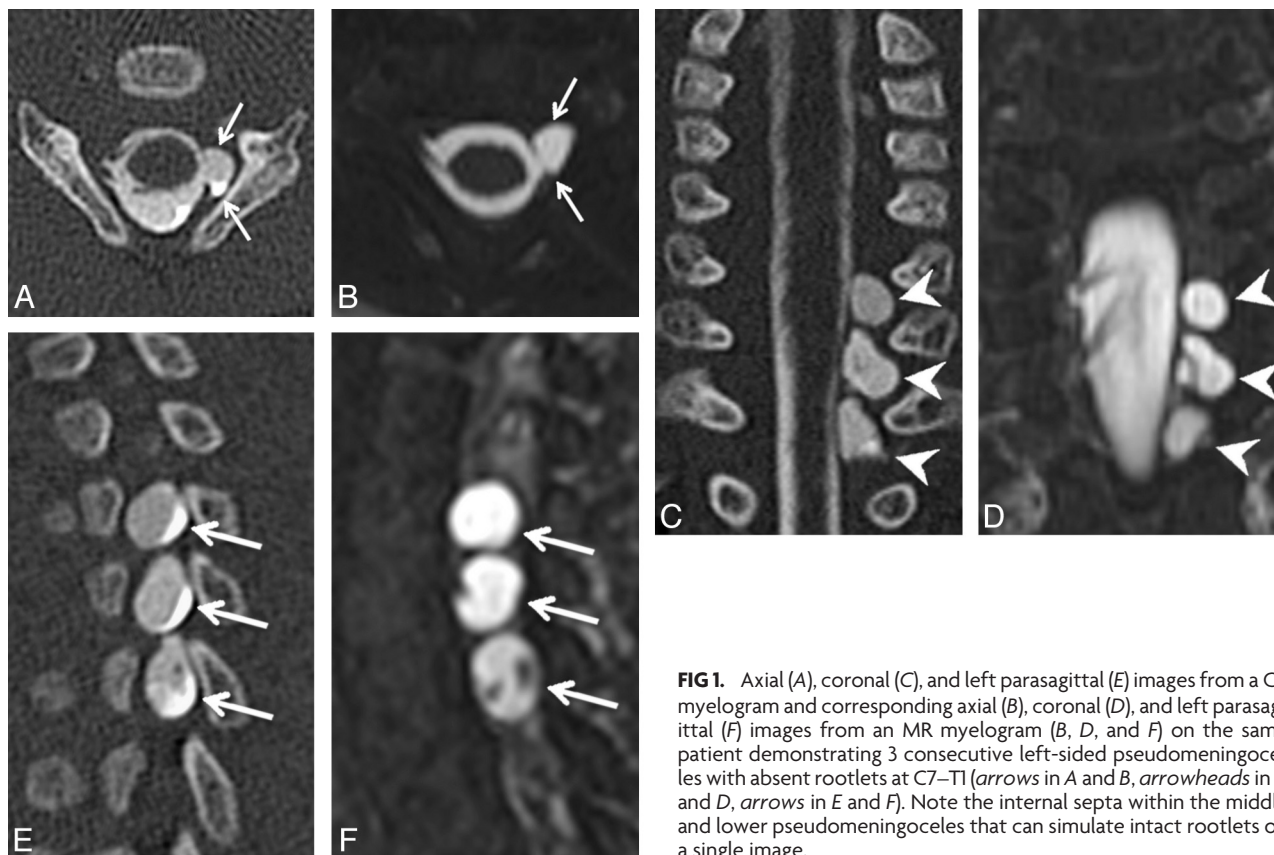 A
B
C
D
E
F
FIG 1. Axial (A), coronal (C), and left parasagittal (E) images from a C
myelogram and corresponding axial (B), coronal (D), and left parasag
ittal (F) images from an MR myelogram (B, D, and F) on the sam
patient demonstrating 3 consecutive left-sided pseudomeningoce
les with absent rootlets at C7–T1 (arrows in A and B, arrowheads in
and D, arrows in E and F). Note the internal septa within the middl
and lower pseudomeningoceles that can simulate intact rootlets o
a single image.